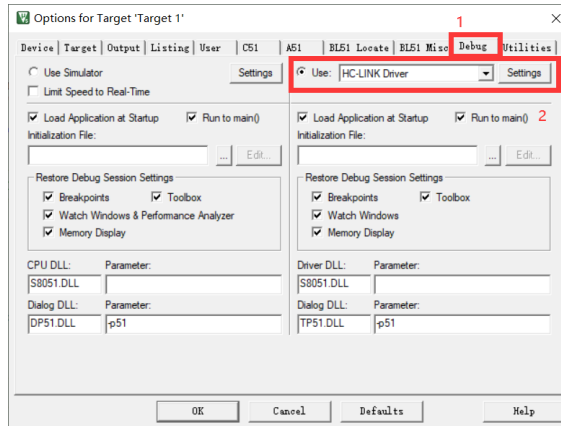 Options for Target 'Target 1'
1
Device Target Output Listing User C51 A51 BL51 Locate BL51 Misc Debug Utilities
Use Simulator Settings Use: HC-LINK Driver Settings
Limit Speed to Real-Time
Load Application at Startup Run to main() Load Application at Startup Run to main() 2
Initialization File: Initialization File:
... Edit... ... Edit...
Restore Debug Session Settings Restore Debug Session Settings
Breakpoints Toolbox Breakpoints Toolbox
Watch Windows & Performance Analyzer Watch Windows
Memory Display Memory Display
CPU DLL: Parameter: Driver DLL: Parameter:
S8051.DLL S8051.DLL
Dialog DLL: Parameter: Dialog DLL: Parameter:
DP51.DLL -p51 TP51.DLL -p51
OK Cancel Defaults Help